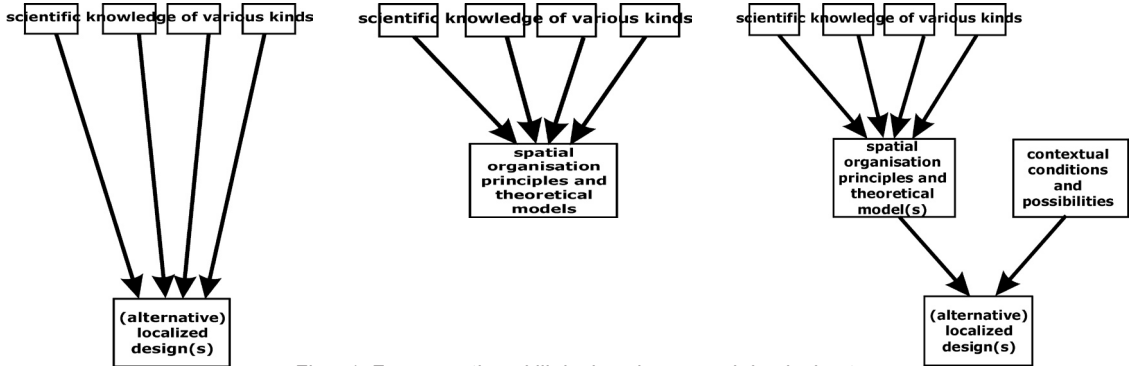 scientific knowledge of various kinds
(alternative)
localized
design(s)
scientific knowledge of various kinds
spatial
organisation
principles and
theoretical
models
scientific knowledge of various kinds
spatial
organisation
principles and
theoretical
model(s)
contextual
conditions
and
possibilities
(alternative)
localized
design(s)